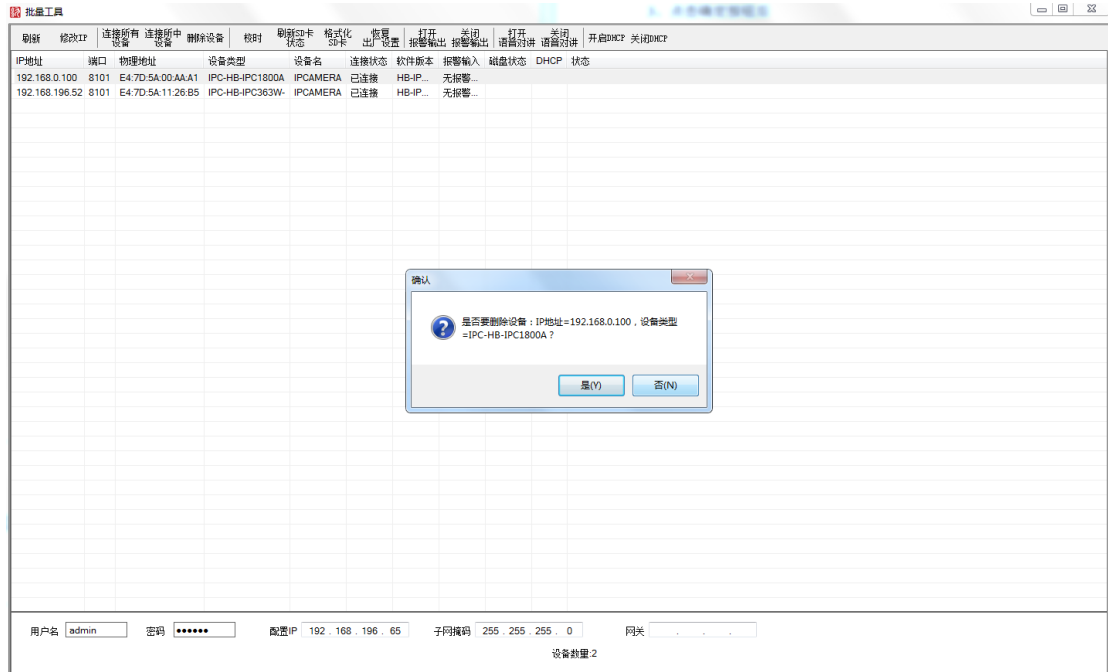 1、点击确定按钮后
批量工具
刷新 修改IP 连接所有设备 连接所中设备 删除设备 校时 刷新SD卡状态 格式化SD卡 恢复出厂设置 打开报警输出 关闭报警输出 打开语音对讲 关闭语音对讲 开启DHCP 关闭DHCP
IP地址 端口 物理地址 设备类型 设备名 连接状态 软件版本 报警输入 磁盘状态 DHCP 状态
192.168.0.100 8101 E4:7D:5A:00:AA:A1 IPC-HB-IPC1800A IPCAMERA 已连接 HB-IP... 无报警...
192.168.196.52 8101 E4:7D:5A:11:26:B5 IPC-HB-IPC363W- IPCAMERA 已连接 HB-IP... 无报警...
确认
是否要删除设备：IP地址=192.168.0.100，设备类型
=IPC-HB-IPC1800A？
是(Y) 否(N)
用户名 admin 密码 ●●●●●● 配置IP 192 . 168 . 196 . 65 子网掩码 255 . 255 . 255 . 0 网关 . . .
设备数量:2